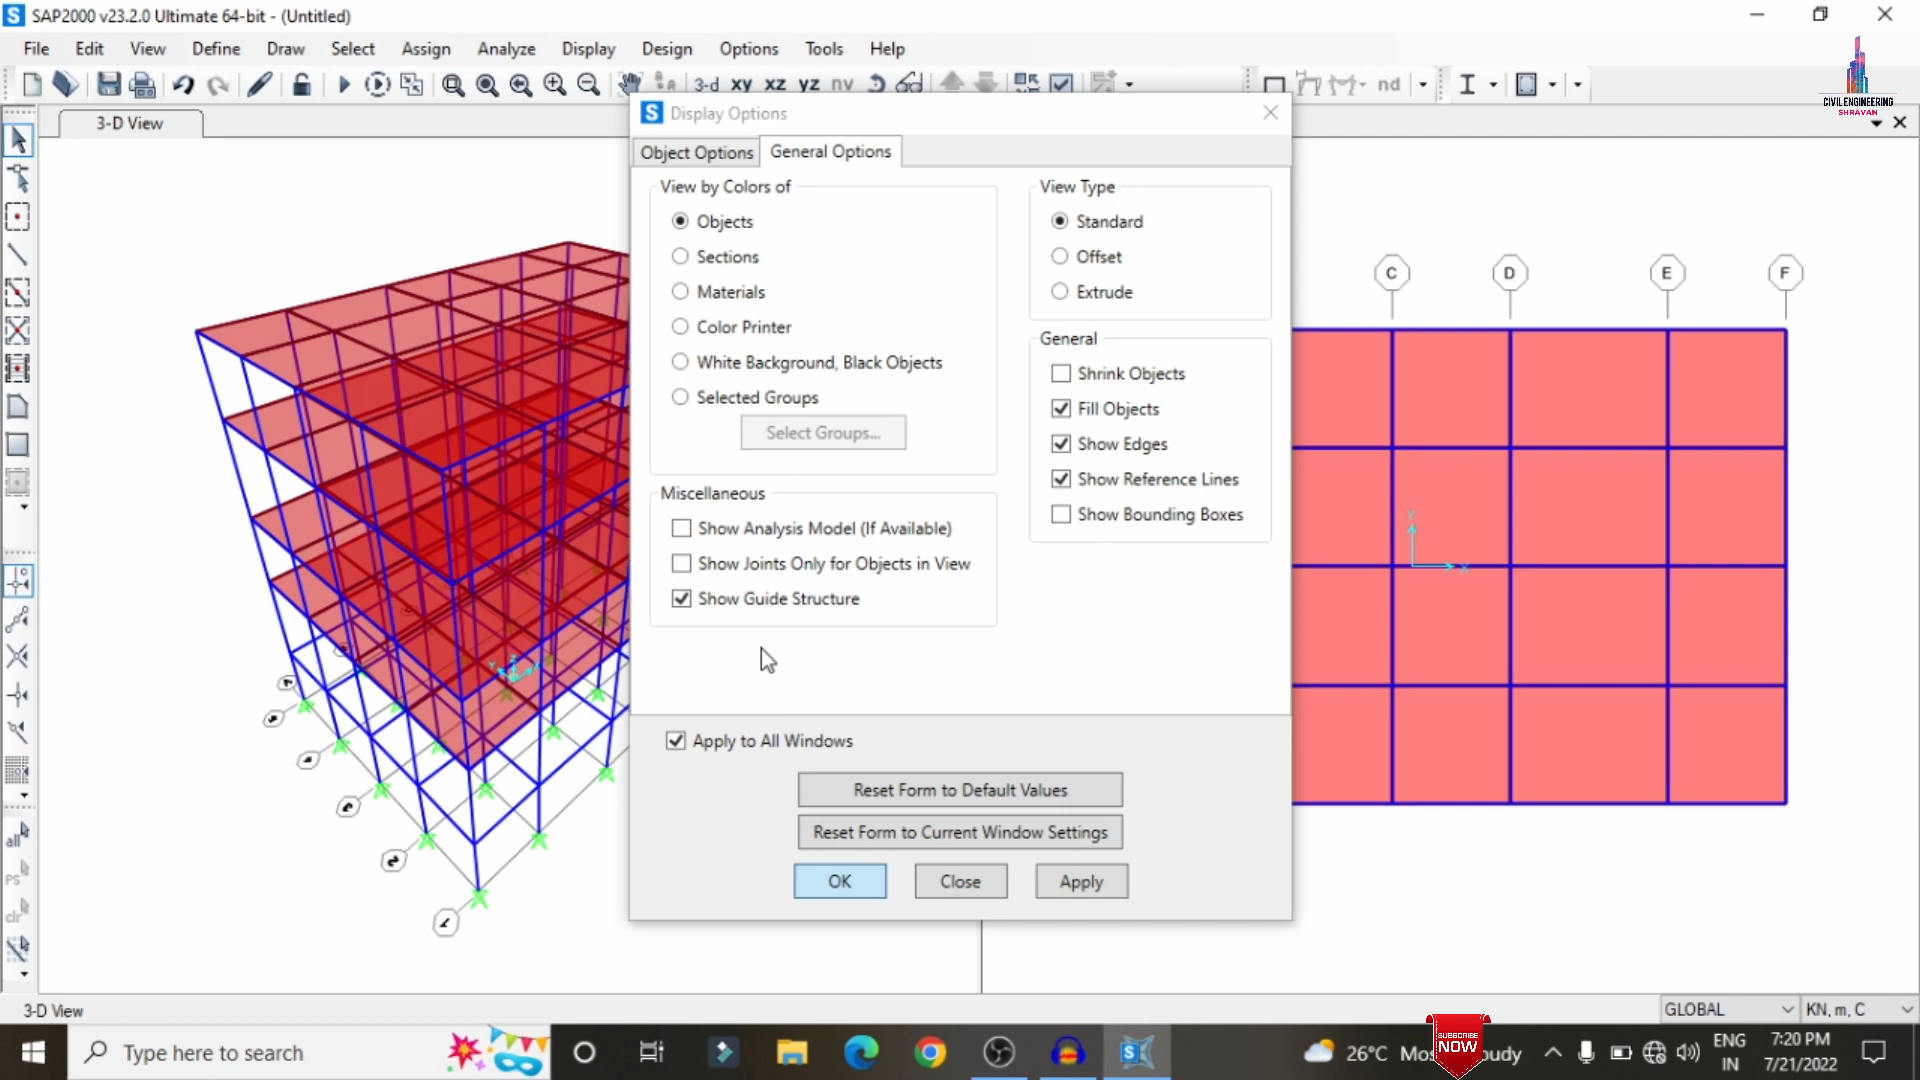 SAP2000 v23.2.0 Ultimate 64-bit - (Untitled)
File Edit View Define Draw Select Assign Analyze Display Design Options Tools Help
3-d xy xz yz nv nd
CIVIL ENGINEERING
SHRAVAN
3-D View
Display Options
Object Options General Options
View by Colors of
Objects
Sections
Materials
Color Printer
White Background, Black Objects
Selected Groups
Select Groups...
Miscellaneous
Show Analysis Model (If Available)
Show Joints Only for Objects in View
Show Guide Structure
View Type
Standard
Offset
Extrude
General
Shrink Objects
Fill Objects
Show Edges
Show Reference Lines
Show Bounding Boxes
Apply to All Windows
Reset Form to Default Values
Reset Form to Current Window Settings
OK Close Apply
C D E F
Y
X
all
PS
clr
3-D View
GLOBAL KN, m, C
Type here to search
26°C
SUBSCRIBE
NOW
ENG
IN
7:20 PM
7/21/2022